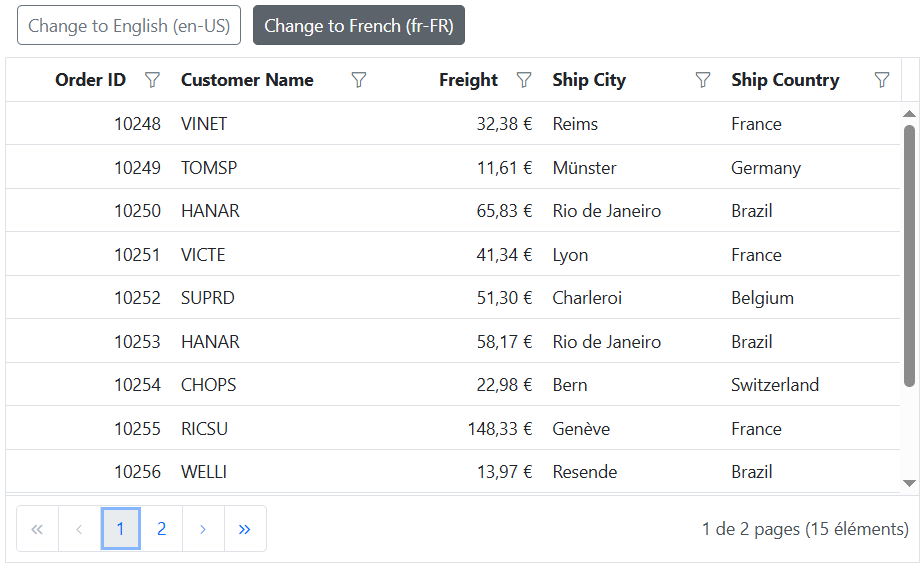 Change to English (en-US) Change to French (fr-FR)
Order ID Customer Name Freight Ship City Ship Country
10248 VINET 32,38 € Reims France
10249 TOMSP 11,61 € Münster Germany
10250 HANAR 65,83 € Rio de Janeiro Brazil
10251 VICTE 41,34 € Lyon France
10252 SUPRD 51,30 € Charleroi Belgium
10253 HANAR 58,17 € Rio de Janeiro Brazil
10254 CHOPS 22,98 € Bern Switzerland
10255 RICSU 148,33 € Genève France
10256 WELLI 13,97 € Resende Brazil
« ‹ 1 2 › » 1 de 2 pages (15 éléments)